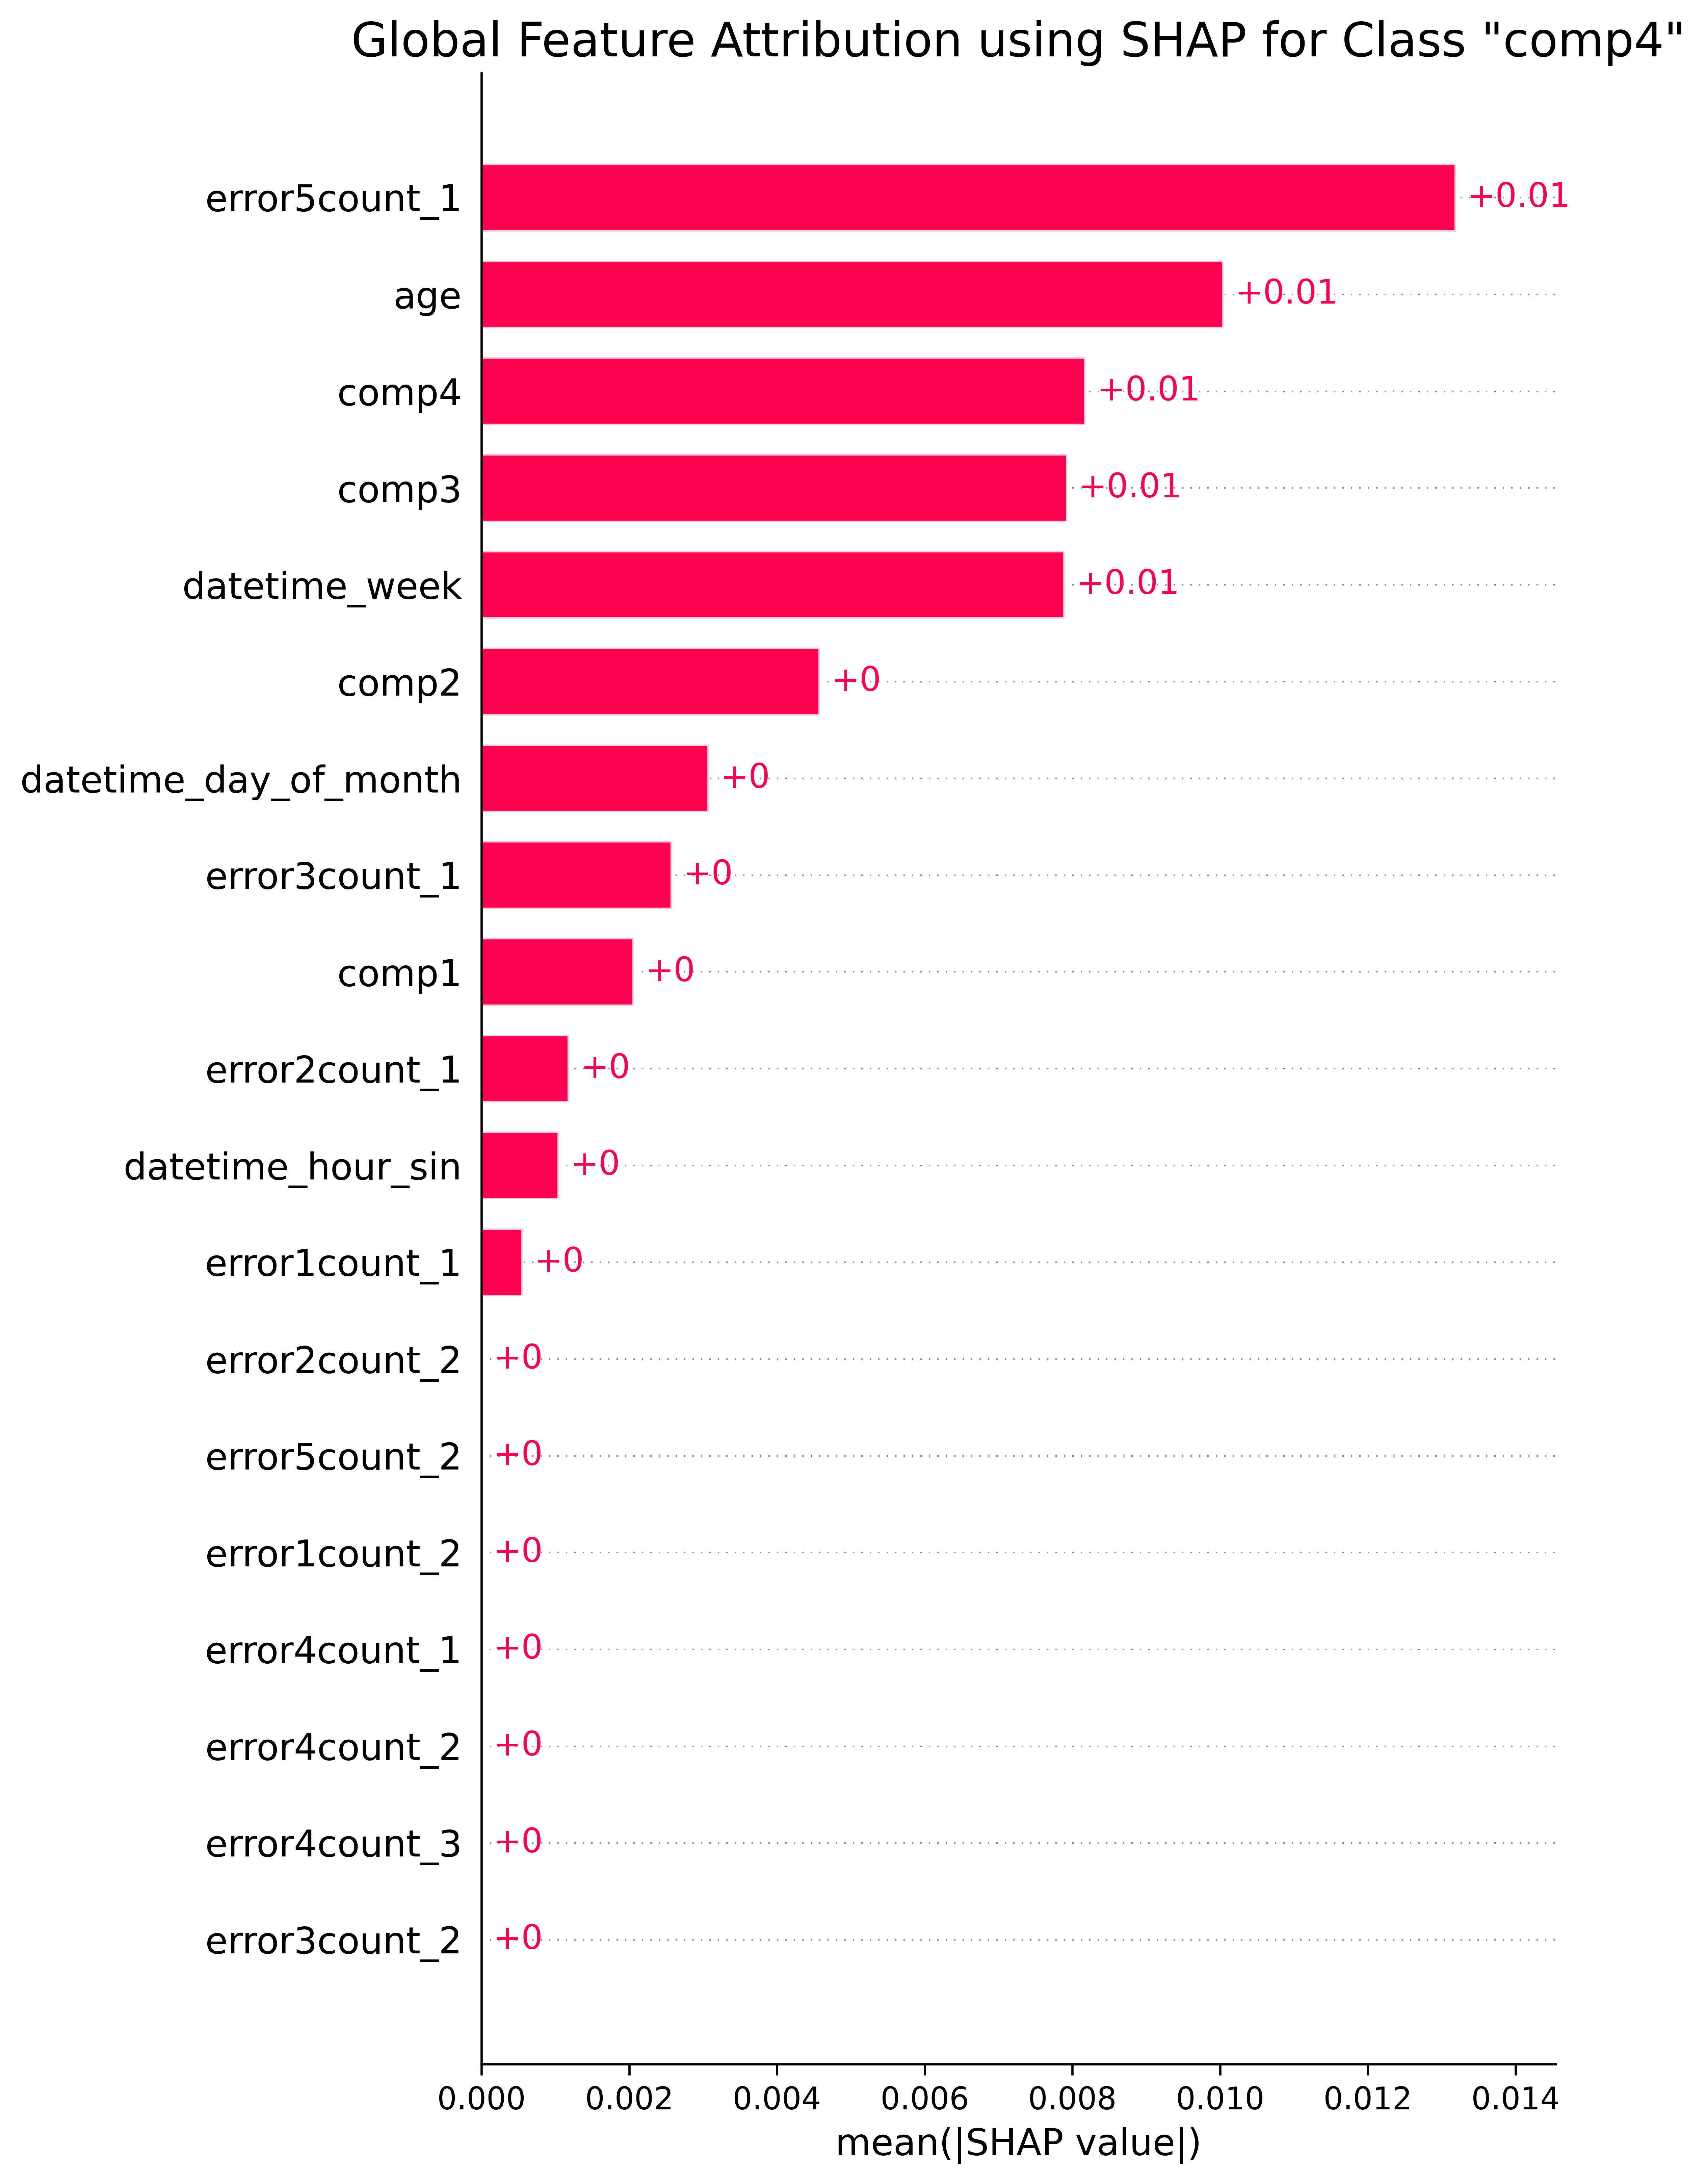 Global Feature Attribution using SHAP for Class "comp4"
error5count_1 +0.01
age +0.01
comp4 +0.01
comp3 +0.01
datetime_week +0.01
comp2 +0
datetime_day_of_month +0
error3count_1 +0
comp1 +0
error2count_1 +0
datetime_hour_sin +0
error1count_1 +0
error2count_2 +0
error5count_2 +0
error1count_2 +0
error4count_1 +0
error4count_2 +0
error4count_3 +0
error3count_2 +0
0.000 0.002 0.004 0.006 0.008 0.010 0.012 0.014
mean(|SHAP value|)